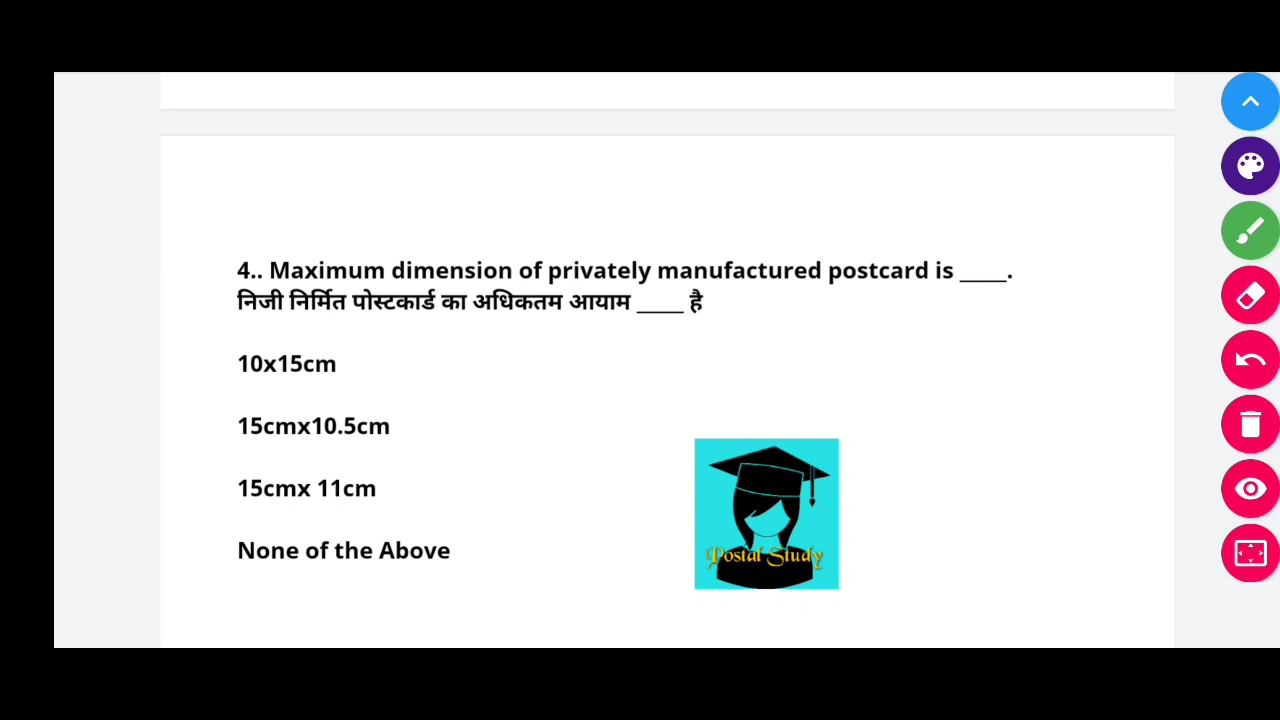 4.. Maximum dimension of privately manufactured postcard is _____.
निजी निर्मित पोस्टकार्ड का अधिकतम आयाम _____ है
10x15cm
15cmx10.5cm
15cmx 11cm
None of the Above
Postal Study